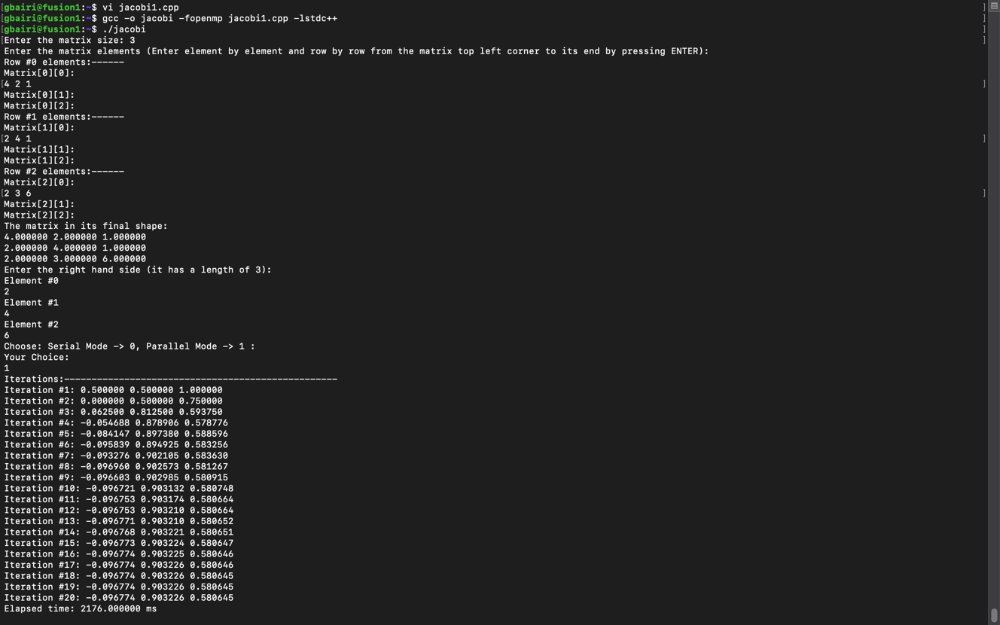 [gbairi@fusion1:~$ vi jacobi1.cpp ]
[gbairi@fusion1:~$ gcc -o jacobi -fopenmp jacobi1.cpp -lstdc++ ]
[gbairi@fusion1:~$ ./jacobi ]
[Enter the matrix size: 3 ]
Enter the matrix elements (Enter element by element and row by row from the matrix top left corner to its end by pressing ENTER):
Row #0 elements:------
Matrix[0][0]:
[4 2 1 ]
Matrix[0][1]:
Matrix[0][2]:
Row #1 elements:------
Matrix[1][0]:
[2 4 1 ]
Matrix[1][1]:
Matrix[1][2]:
Row #2 elements:------
Matrix[2][0]:
[2 3 6 ]
Matrix[2][1]:
Matrix[2][2]:
The matrix in its final shape:
4.000000 2.000000 1.000000
2.000000 4.000000 1.000000
2.000000 3.000000 6.000000
Enter the right hand side (it has a length of 3):
Element #0
2
Element #1
4
Element #2
6
Choose: Serial Mode -> 0, Parallel Mode -> 1 :
Your Choice:
1
Iterations:--------------------------------------------------
Iteration #1: 0.500000 0.500000 1.000000
Iteration #2: 0.000000 0.500000 0.750000
Iteration #3: 0.062500 0.812500 0.593750
Iteration #4: -0.054688 0.878906 0.578776
Iteration #5: -0.084147 0.897380 0.588596
Iteration #6: -0.095839 0.894925 0.583256
Iteration #7: -0.093276 0.902105 0.583630
Iteration #8: -0.096960 0.902573 0.581267
Iteration #9: -0.096603 0.902985 0.580915
Iteration #10: -0.096721 0.903132 0.580748
Iteration #11: -0.096753 0.903174 0.580664
Iteration #12: -0.096753 0.903210 0.580664
Iteration #13: -0.096771 0.903210 0.580652
Iteration #14: -0.096768 0.903221 0.580651
Iteration #15: -0.096773 0.903224 0.580647
Iteration #16: -0.096774 0.903225 0.580646
Iteration #17: -0.096774 0.903226 0.580646
Iteration #18: -0.096774 0.903226 0.580645
Iteration #19: -0.096774 0.903226 0.580645
Iteration #20: -0.096774 0.903226 0.580645
Elapsed time: 2176.000000 ms